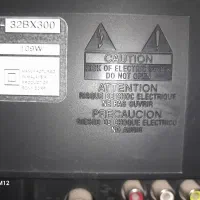 32BX300
CAUTION
RISK OF ELECTRIC SHOCK
DO NOT OPEN
ATTENTION
RISQUE DE CHOC ELECTRIQUE
NE PAS OUVRIR
PRECAUCION
RIESGO DE CHOQUE ELECTRICO
NO ABRIR
M12